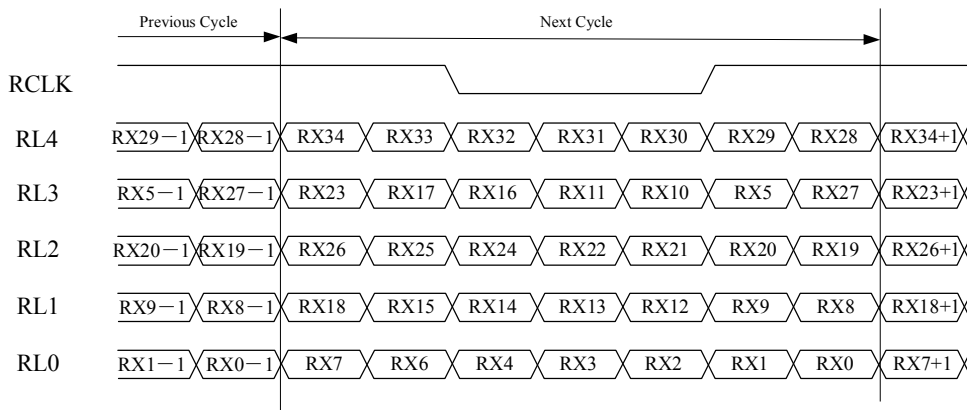 Previous Cycle Next Cycle
RCLK
RL4 RX29－1 RX28－1 RX34 RX33 RX32 RX31 RX30 RX29 RX28 RX34+1
RL3 RX5－1 RX27－1 RX23 RX17 RX16 RX11 RX10 RX5 RX27 RX23+1
RL2 RX20－1 RX19－1 RX26 RX25 RX24 RX22 RX21 RX20 RX19 RX26+1
RL1 RX9－1 RX8－1 RX18 RX15 RX14 RX13 RX12 RX9 RX8 RX18+1
RL0 RX1－1 RX0－1 RX7 RX6 RX4 RX3 RX2 RX1 RX0 RX7+1